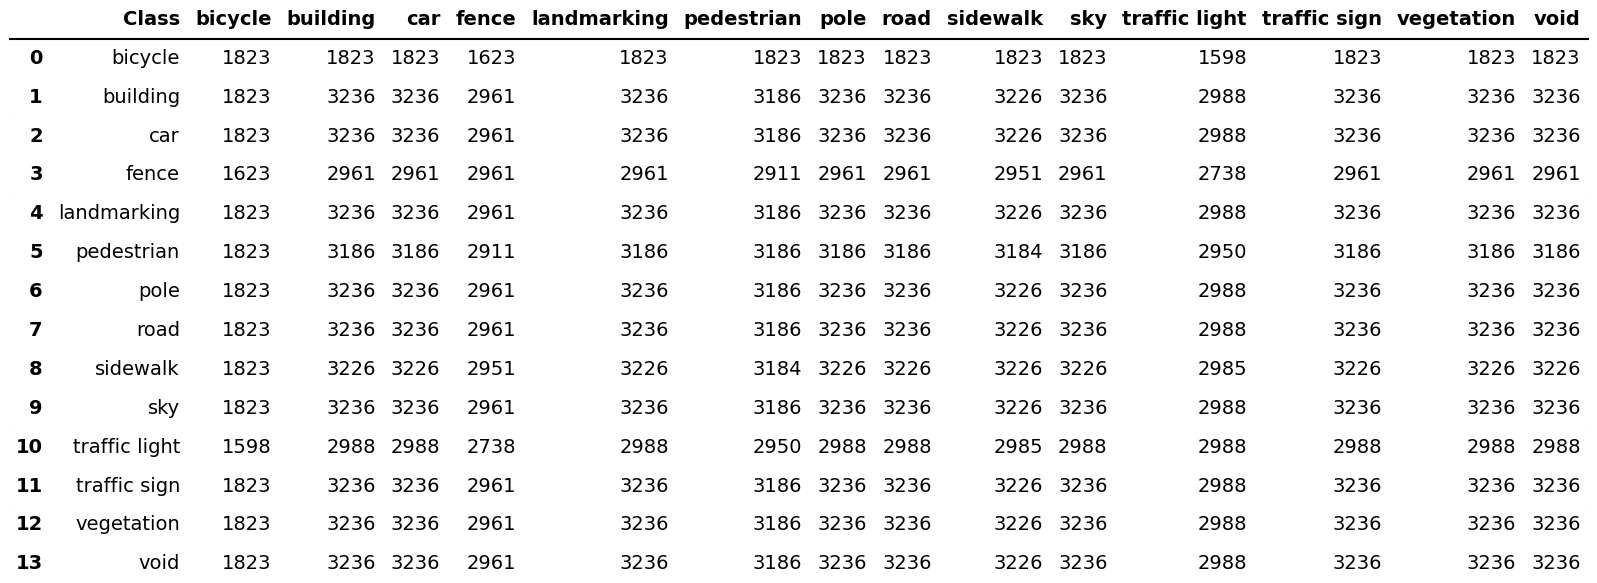 Class bicycle building car fence landmarking pedestrian pole road sidewalk sky traffic light traffic sign vegetation void
0 bicycle 1823 1823 1823 1623 1823 1823 1823 1823 1823 1823 1598 1823 1823 1823
1 building 1823 3236 3236 2961 3236 3186 3236 3236 3226 3236 2988 3236 3236 3236
2 car 1823 3236 3236 2961 3236 3186 3236 3236 3226 3236 2988 3236 3236 3236
3 fence 1623 2961 2961 2961 2961 2911 2961 2961 2951 2961 2738 2961 2961 2961
4 landmarking 1823 3236 3236 2961 3236 3186 3236 3236 3226 3236 2988 3236 3236 3236
5 pedestrian 1823 3186 3186 2911 3186 3186 3186 3186 3184 3186 2950 3186 3186 3186
6 pole 1823 3236 3236 2961 3236 3186 3236 3236 3226 3236 2988 3236 3236 3236
7 road 1823 3236 3236 2961 3236 3186 3236 3236 3226 3236 2988 3236 3236 3236
8 sidewalk 1823 3226 3226 2951 3226 3184 3226 3226 3226 3226 2985 3226 3226 3226
9 sky 1823 3236 3236 2961 3236 3186 3236 3236 3226 3236 2988 3236 3236 3236
10 traffic light 1598 2988 2988 2738 2988 2950 2988 2988 2985 2988 2988 2988 2988 2988
11 traffic sign 1823 3236 3236 2961 3236 3186 3236 3236 3226 3236 2988 3236 3236 3236
12 vegetation 1823 3236 3236 2961 3236 3186 3236 3236 3226 3236 2988 3236 3236 3236
13 void 1823 3236 3236 2961 3236 3186 3236 3236 3226 3236 2988 3236 3236 3236